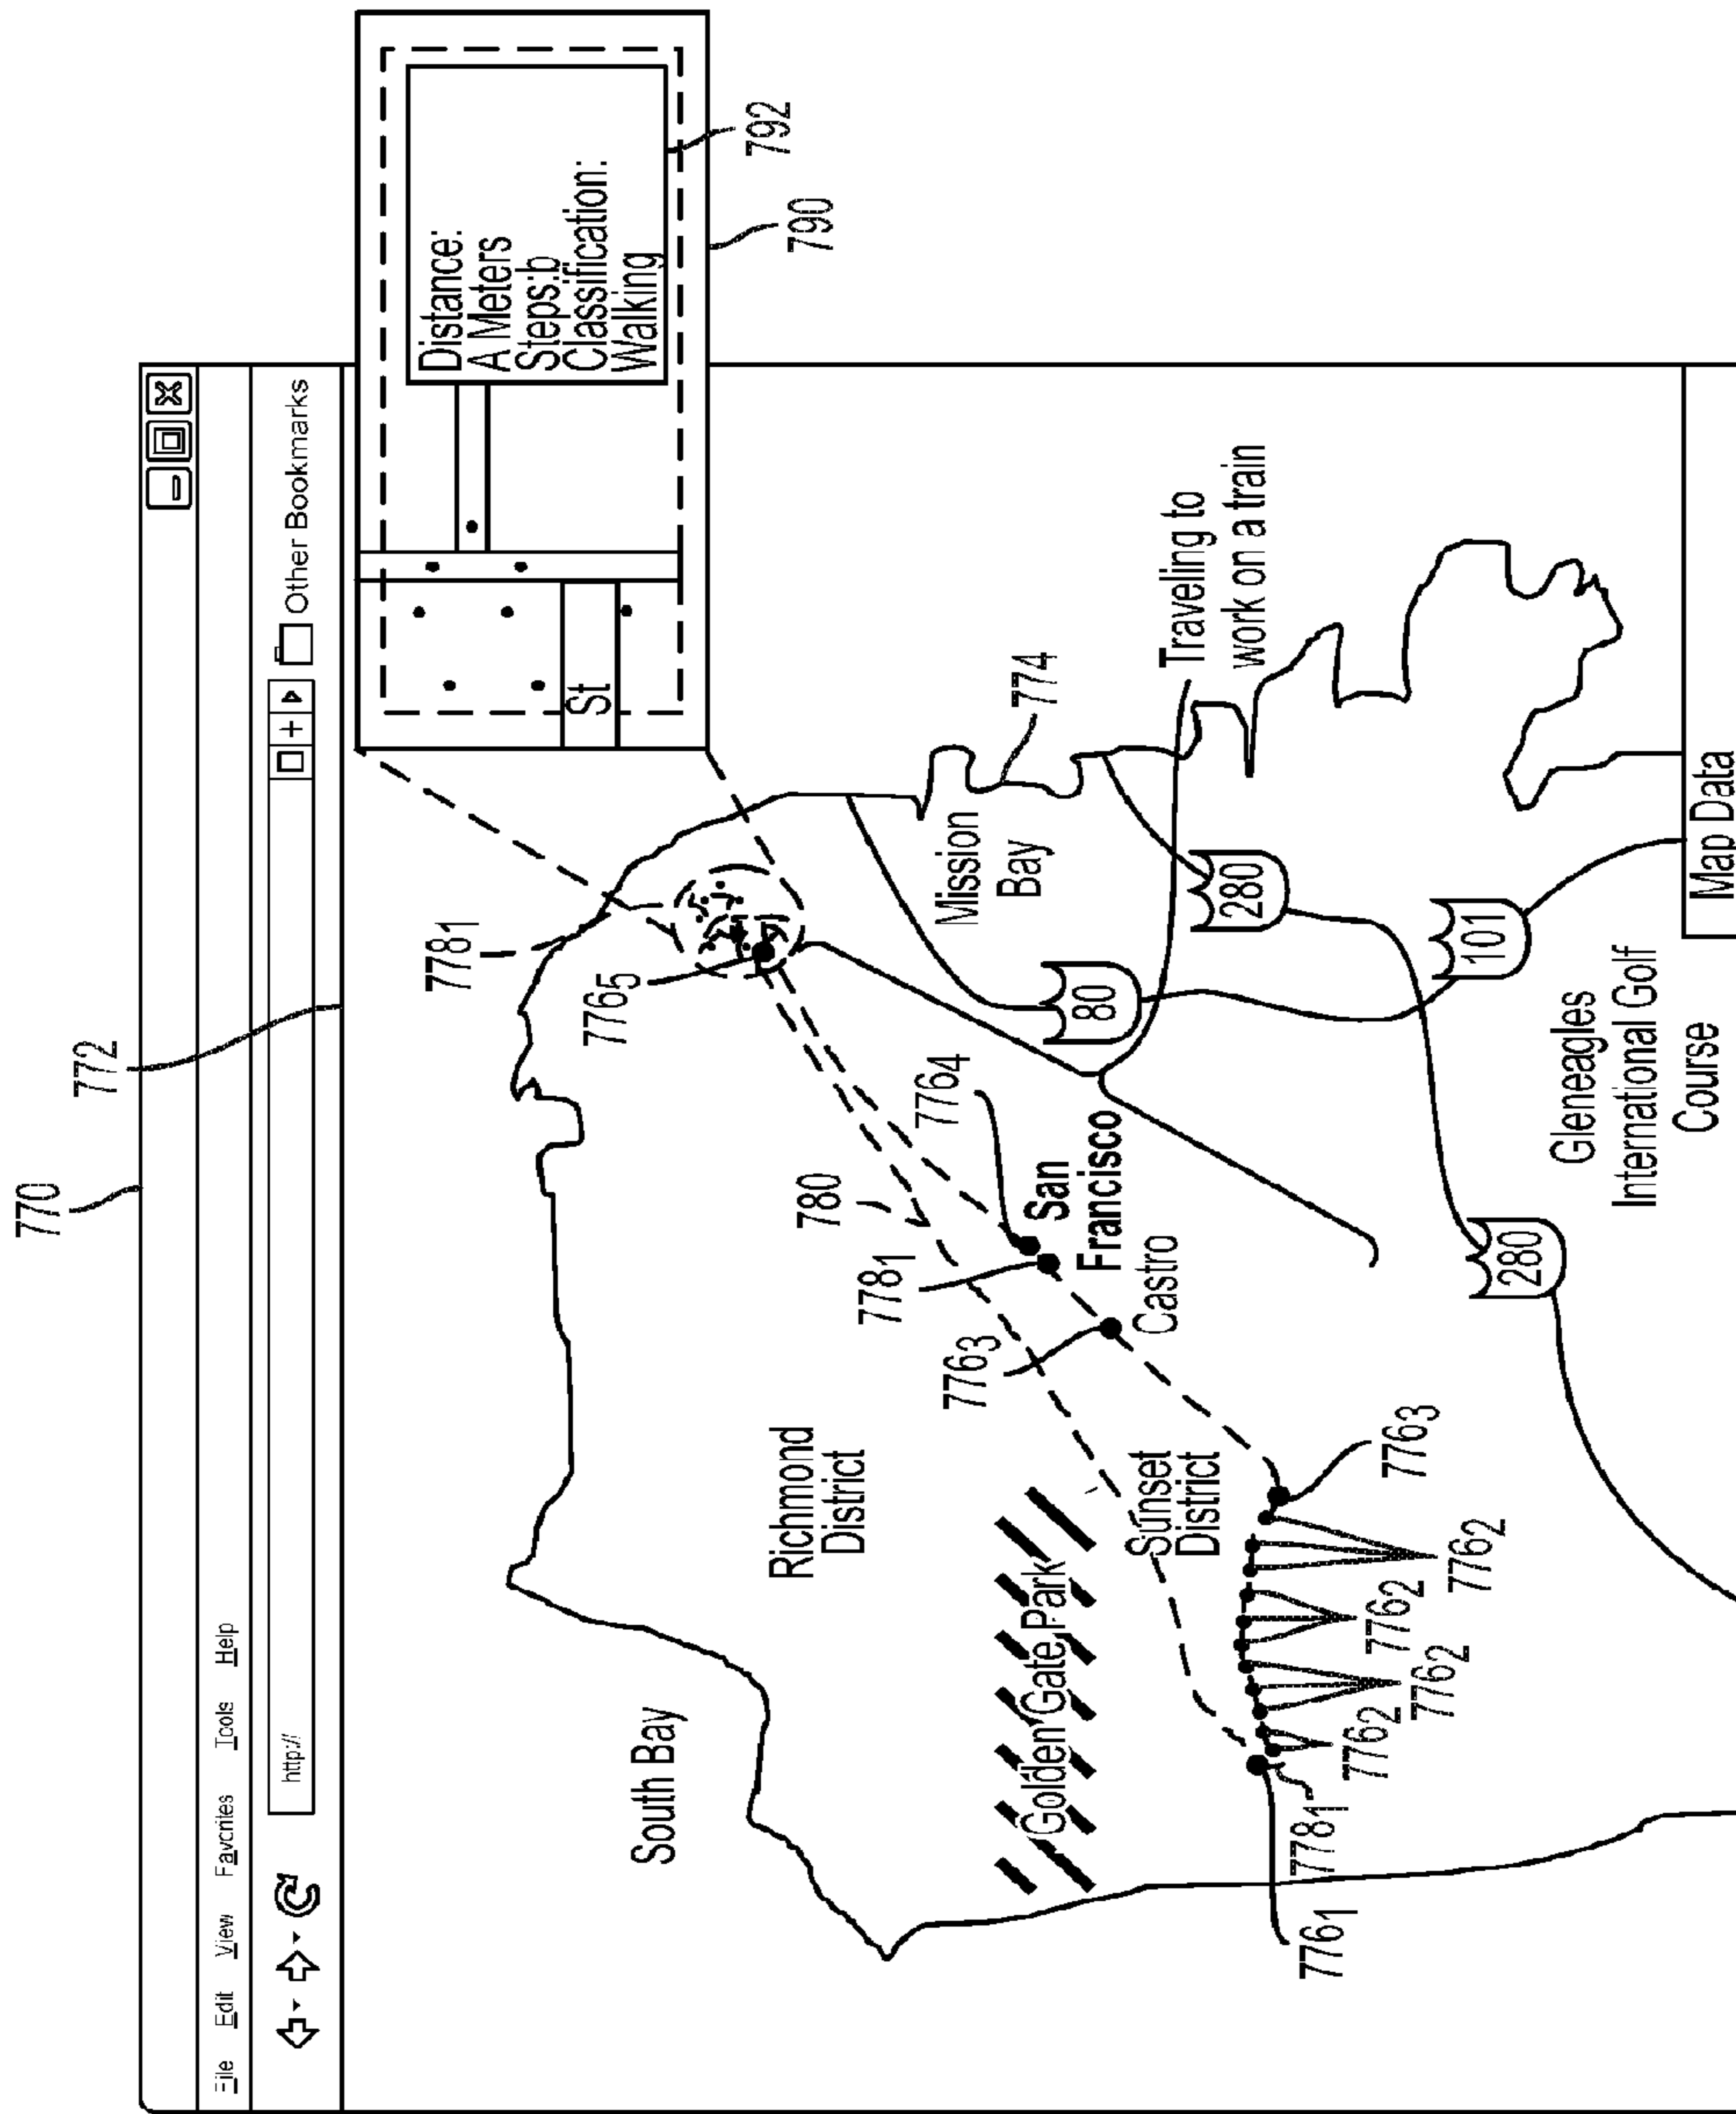 770
772
File Edit View Favorites Tools Help
http://
Other Bookmarks
Distance:
A Meters
Steps:b
Classification:
Walking
St
792
790
South Bay
Richmond
District
Golden Gate Park
Sunset
District
7781
7765
780
7764
7781
7763
San
Francisco
Castro
Mission
Bay
774
Traveling to
work on a train
80
280
101
280
7763
7762
7762
7762
7762
7781
7761
Gleneagles
International Golf
Course
Map Data